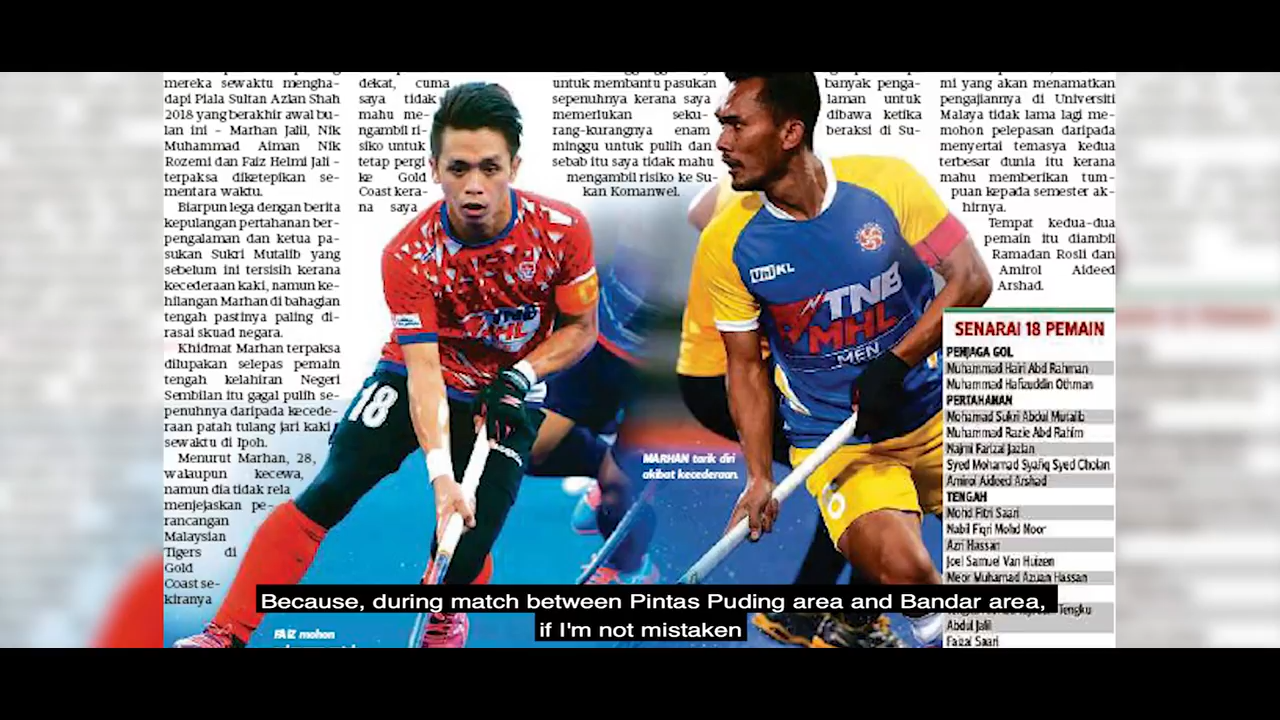 mereka sewaktu mengha-
dapi Piala Sultan Azlan Shah
2018 yang berakhir awal bu-
lan ini - Marhan Jalil, Nik
Muhammad Aiman Nik
Rozemi dan Faiz Helmi Jali -
terpaksa diketepikan se-
mentara waktu.
Biarpun lega dengan berita
kepulangan pertahanan ber-
pengalaman dan ketua pa-
sukan Sukri Mutalib yang
sebelum ini tersisih kerana
kecederaan kaki, namun ke-
hilangan Marhan di bahagian
tengah pastinya paling di-
rasai skuad negara.
Khidmat Marhan terpaksa
dilupakan selepas pemain
tengah kelahiran Negeri
Sembilan itu gagal pulih se-
penuhnya daripada kecede-
raan patah tulang jari kaki
sewaktu di Ipoh.
Menurut Marhan, 28,
walaupun kecewa,
namun dia tidak rela
menjejaskan pe-
rancangan
Malaysian
Tigers di
Gold
Coast se-
kiranya
dekat, cuma
saya tidak
mahu me-
ngambil ri-
siko untuk
tetap pergi
ke Gold
Coast kera-
na saya
untuk membantu pasukan
sepenuhnya kerana saya
memerlukan seku-
rang-kurangnya enam
minggu untuk pulih dan
sebab itu saya tidak mahu
mengambil risiko ke Su-
kan Komanwel.
banyak penga-
laman untuk
dibawa ketika
beraksi di Su-
mi yang akan menamatkan
pengajiannya di Universiti
Malaya tidak lama lagi me-
mohon pelepasan daripada
menyertai temasya kedua
terbesar dunia itu kerana
mahu memberikan tum-
puan kepada semester ak-
hirnya.
Tempat kedua-dua
pemain itu diambil
Ramadan Rosli dan
Amirol Aideed
Arshad.
18
TNB
MHL
UniKL
TNB
MHL
MEN
6
MARHAN tarik diri
akibat kecederaan.
FAIZ mohon
SENARAI 18 PEMAIN
PENJAGA GOL
Muhammad Hairi Abd Rahman
Muhammad Hafizuddin Othman
PERTAHANAN
Mohamad Sukri Abdul Mutalib
Muhammad Razie Abd Rahim
Najmi Farizal Jazlan
Syed Mohamad Syafiq Syed Cholan
Amirol Aideed Arshad
TENGAH
Mohd Fitri Saari
Nabil Fiqri Mohd Noor
Azri Hassan
Joel Samuel Van Huizen
Meor Muhamad Azuan Hassan
Tengku
Abdul Jalil
Faizal Saari
Because, during match between Pintas Puding area and Bandar area,
if I'm not mistaken